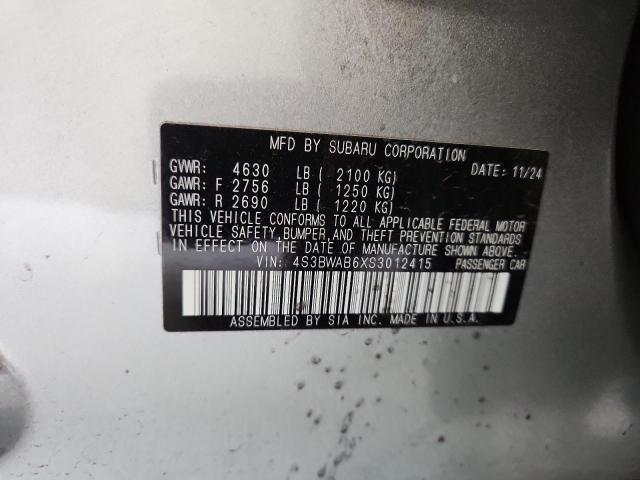 MFD BY SUBARU CORPORATION
GVWR: 4630 LB ( 2100 KG) DATE: 11/24
GAWR: F 2756 LB ( 1250 KG)
GAWR: R 2690 LB ( 1220 KG)
THIS VEHICLE CONFORMS TO ALL APPLICABLE FEDERAL MOTOR
VEHICLE SAFETY, BUMPER, AND THEFT PREVENTION STANDARDS
IN EFFECT ON THE DATE OF MANUFACTURE SHOWN ABOVE.
VIN: 4S3BWAB6XS3012415 PASSENGER CAR
ASSEMBLED BY SIA INC. MADE IN U.S.A.